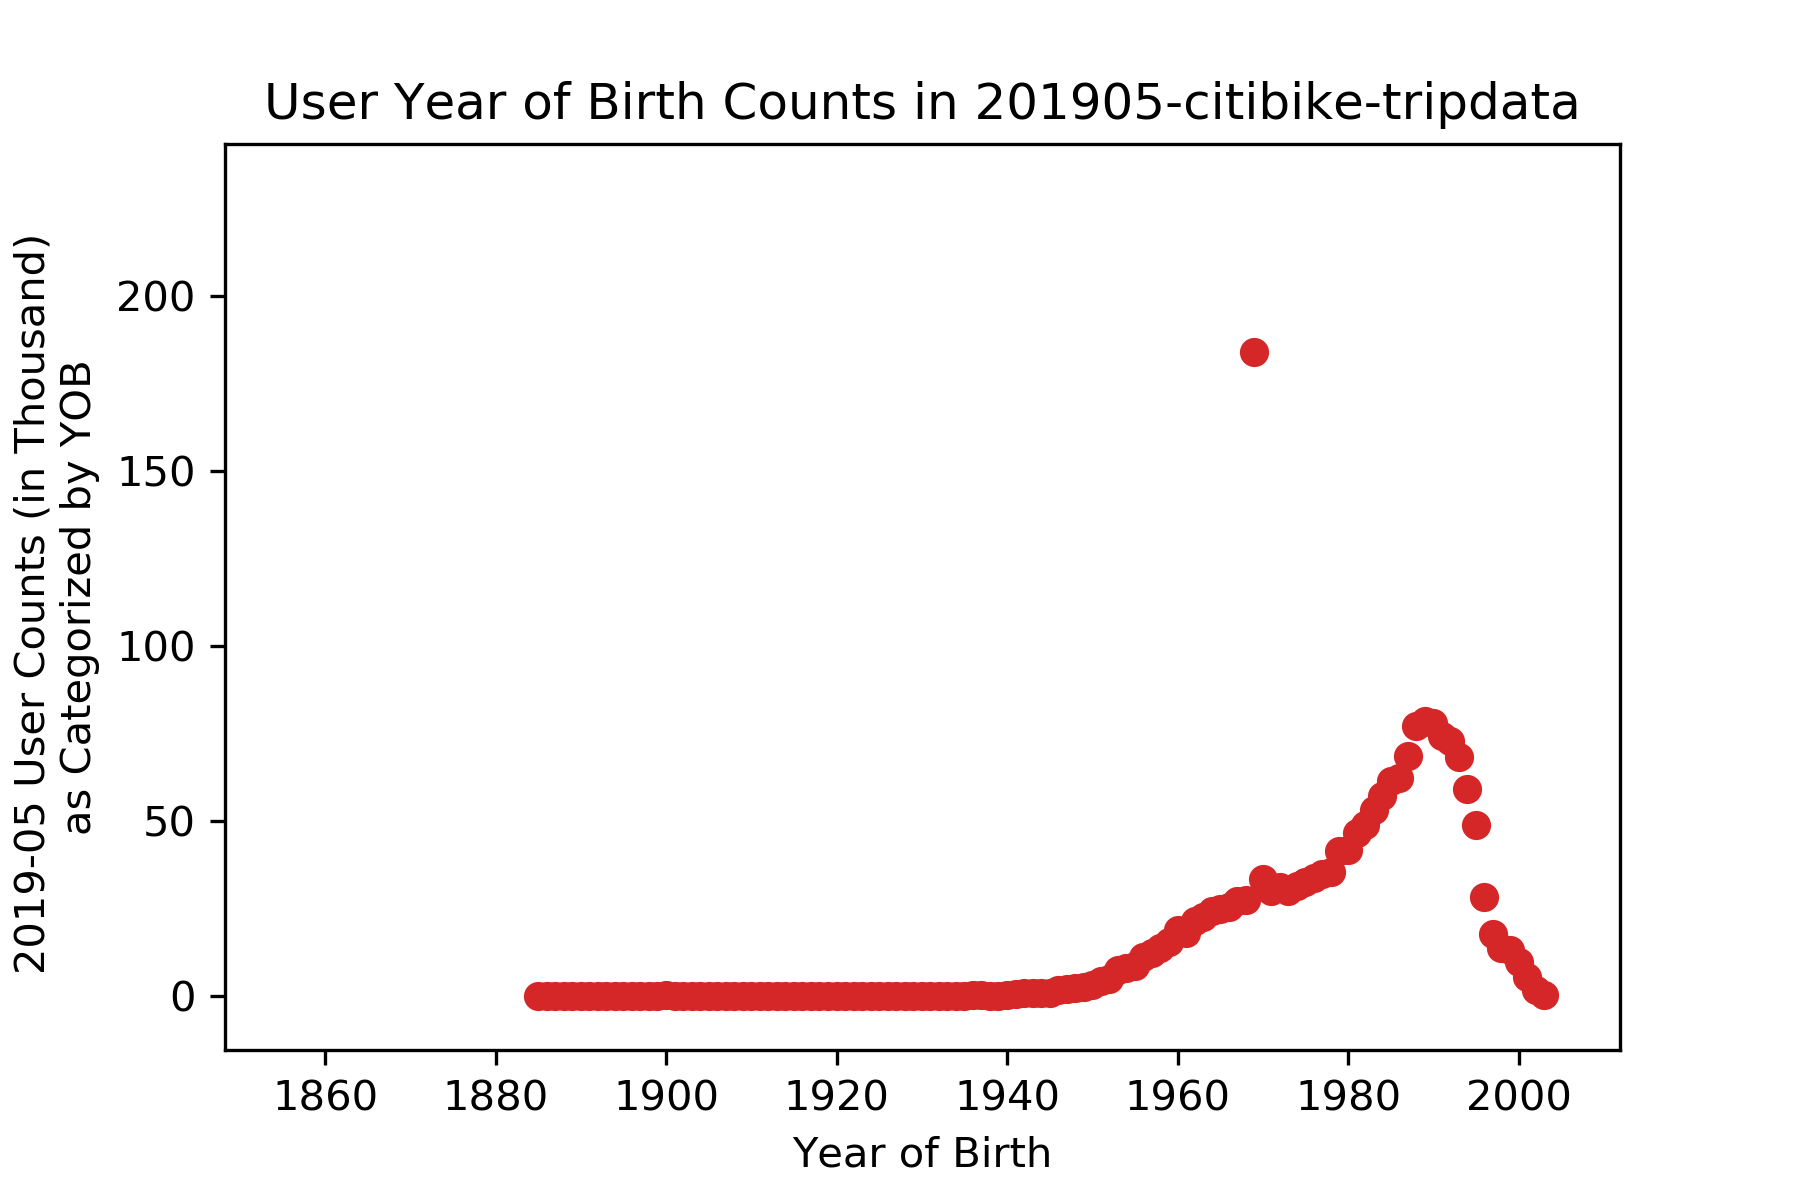 User Year of Birth Counts in 201905-citibike-tripdata
2019-05 User Counts (in Thousand)
as Categorized by YOB
200
150
100
50
0
1860 1880 1900 1920 1940 1960 1980 2000
Year of Birth